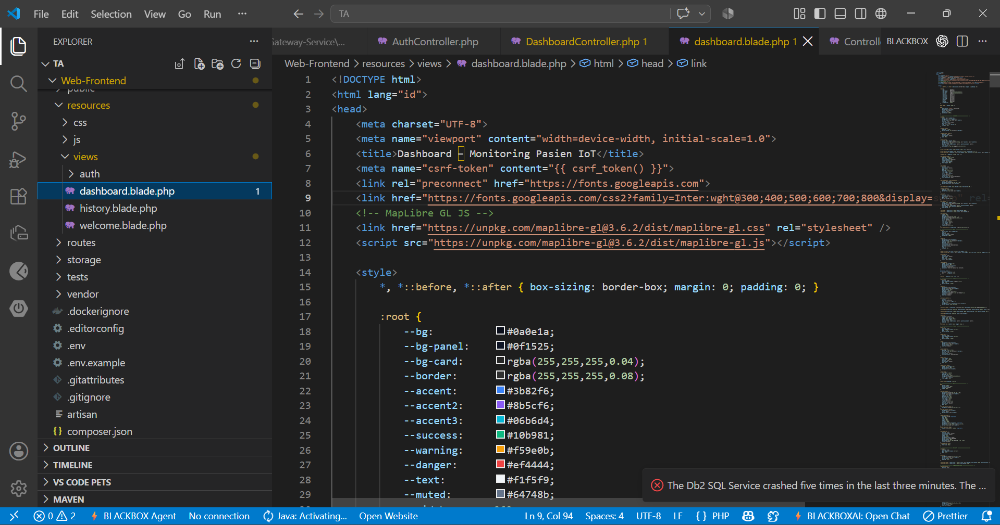 File Edit Selection View Go Run ··· TA
EXPLORER ···
Gateway-Service\... AuthController.php DashboardController.php 1 dashboard.blade.php 1 Controll BLACKBOX ···
TA
Web-Frontend > resources > views > dashboard.blade.php > html > head > link
Web-Frontend
public
resources
css
js
views
auth
dashboard.blade.php 1
history.blade.php
welcome.blade.php
routes
storage
tests
vendor
.dockerignore
.editorconfig
.env
.env.example
.gitattributes
.gitignore
artisan
{} composer.json
OUTLINE
TIMELINE
VS CODE PETS
MAVEN
1 <!DOCTYPE html>
2 <html lang="id">
3 <head>
4 <meta charset="UTF-8">
5 <meta name="viewport" content="width=device-width, initial-scale=1.0">
6 <title>Dashboard – Monitoring Pasien IoT</title>
7 <meta name="csrf-token" content="{{ csrf_token() }}">
8 <link rel="preconnect" href="https://fonts.googleapis.com">
9 <link href="https://fonts.googleapis.com/css2?family=Inter:wght@300;400;500;600;700;800&display=swap" rel=
10 <!-- MapLibre GL JS -->
11 <link href="https://unpkg.com/maplibre-gl@3.6.2/dist/maplibre-gl.css" rel="stylesheet" />
12 <script src="https://unpkg.com/maplibre-gl@3.6.2/dist/maplibre-gl.js"></script>
13
14 <style>
15 *, *::before, *::after { box-sizing: border-box; margin: 0; padding: 0; }
16
17 :root {
18 --bg: #0a0e1a;
19 --bg-panel: #0f1525;
20 --bg-card: rgba(255,255,255,0.04);
21 --border: rgba(255,255,255,0.08);
22 --accent: #3b82f6;
23 --accent2: #8b5cf6;
24 --accent3: #06b6d4;
25 --success: #10b981;
26 --warning: #f59e0b;
27 --danger: #ef4444;
28 --text: #f1f5f9;
29 --muted: #64748b;
The Db2 SQL Service crashed five times in the last three minutes. The ...
0 2 BLACKBOX Agent No connection Java: Activating... Open Website Ln 9, Col 94 Spaces: 4 UTF-8 LF {} PHP BLACKBOXAI: Open Chat Prettier